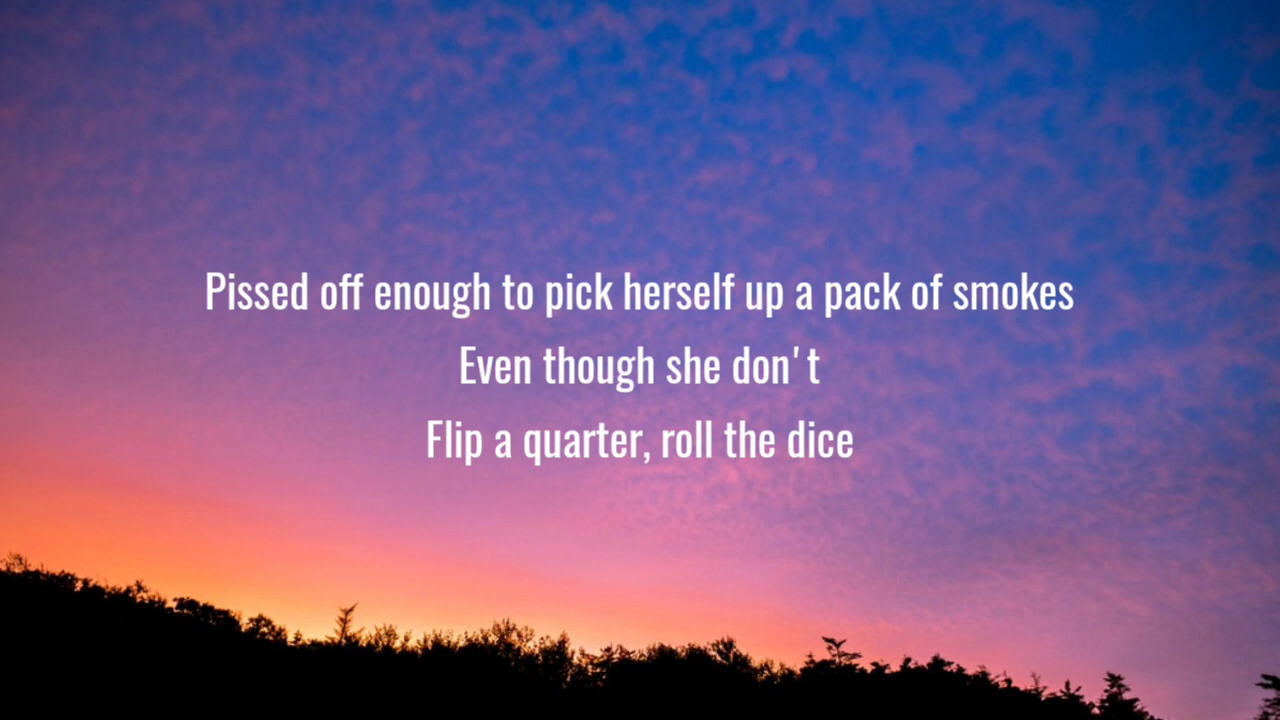 Pissed off enough to pick herself up a pack of smokes
Even though she don't
Flip a quarter, roll the dice